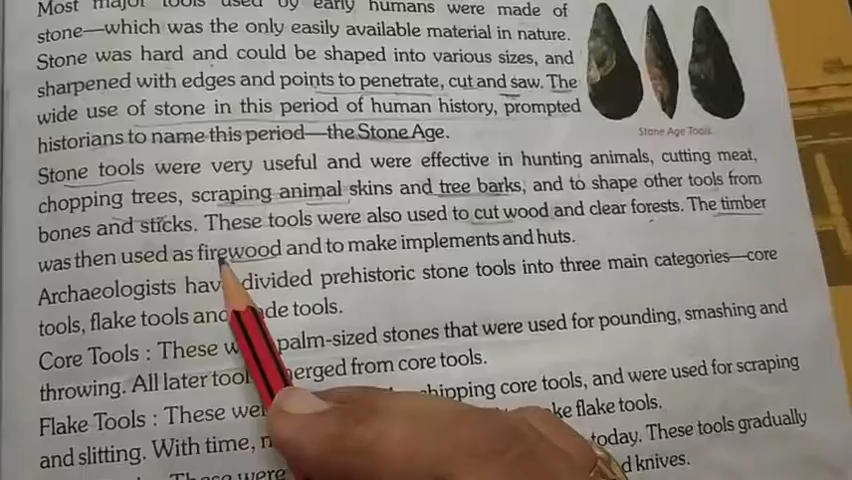 Most major tools used by early humans were made of
stone—which was the only easily available material in nature.
Stone was hard and could be shaped into various sizes, and
sharpened with edges and points to penetrate, cut and saw. The
wide use of stone in this period of human history, prompted
historians to name this period—the Stone Age.
Stone Age Tools
Stone tools were very useful and were effective in hunting animals, cutting meat,
chopping trees, scraping animal skins and tree barks, and to shape other tools from
bones and sticks. These tools were also used to cut wood and clear forests. The timber
was then used as firewood and to make implements and huts.
Archaeologists hav divided prehistoric stone tools into three main categories—core
tools, flake tools and de tools.
Core Tools : These w palm-sized stones that were used for pounding, smashing and
throwing. All later tool merged from core tools.
Flake Tools : These wer chipping core tools, and were used for scraping
and slitting. With time, ke flake tools.
These were today. These tools gradually
d knives.